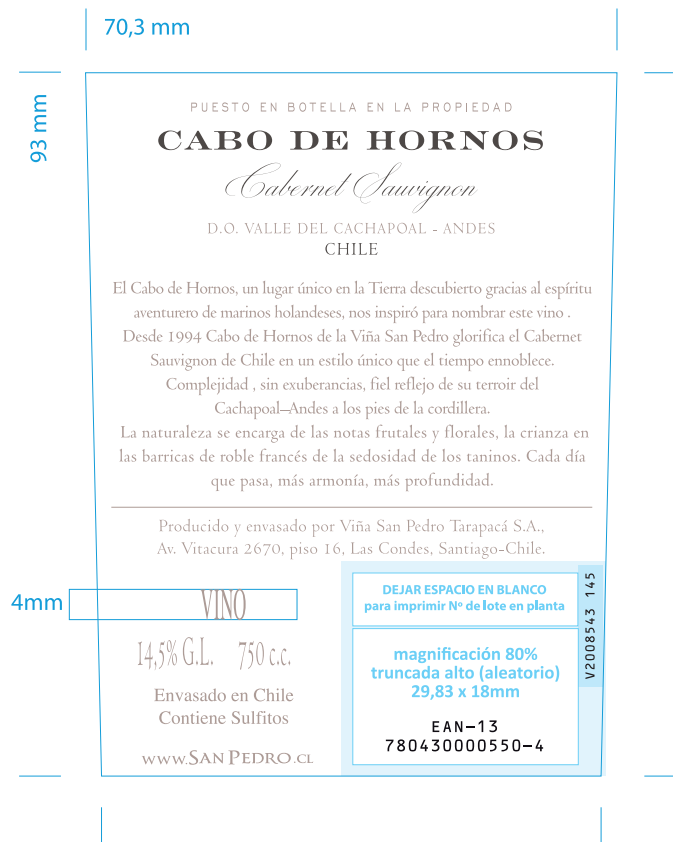 70,3 mm
93 mm
PUESTO EN BOTELLA EN LA PROPIEDAD
CABO DE HORNOS
Cabernet Sauvignon
D.O. VALLE DEL CACHAPOAL - ANDES
CHILE
El Cabo de Hornos, un lugar único en la Tierra descubierto gracias al espíritu
aventurero de marinos holandeses, nos inspiró para nombrar este vino .
Desde 1994 Cabo de Hornos de la Viña San Pedro glorifica el Cabernet
Sauvignon de Chile en un estilo único que el tiempo ennoblece.
Complejidad , sin exuberancias, fiel reflejo de su terroir del
Cachapoal–Andes a los pies de la cordillera.
La naturaleza se encarga de las notas frutales y florales, la crianza en
las barricas de roble francés de la sedosidad de los taninos. Cada día
que pasa, más armonía, más profundidad.
Producido y envasado por Viña San Pedro Tarapacá S.A.,
Av. Vitacura 2670, piso 16, Las Condes, Santiago-Chile.
4mm
VINO
14,5% G.L. 750 c.c.
Envasado en Chile
Contiene Sulfitos
www.SAN PEDRO.CL
DEJAR ESPACIO EN BLANCO
para imprimir Nº de lote en planta
V2008543 145
magnificación 80%
truncada alto (aleatorio)
29,83 x 18mm
EAN-13
780430000550-4